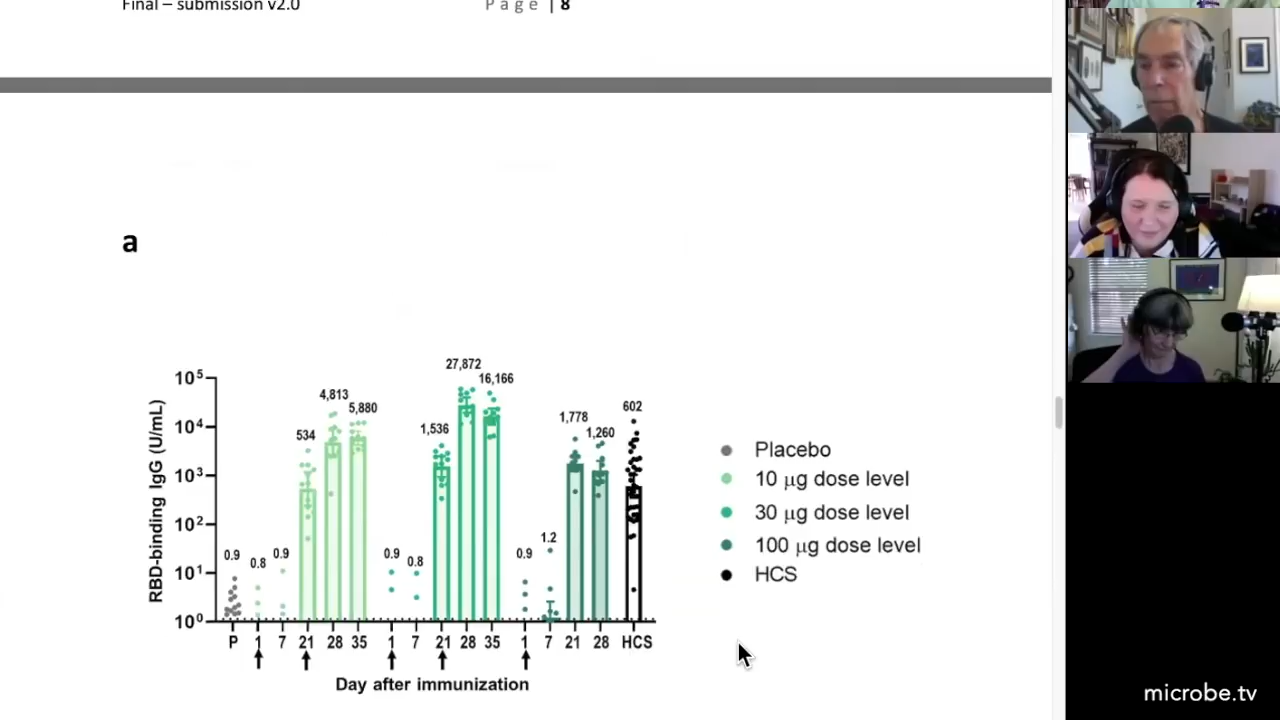 Final – submission v2.0
Page | 8
a
RBD-binding IgG (U/mL)
10⁵
10⁴
10³
10²
10¹
10⁰
0.9
0.8
0.9
534
4,813
5,880
0.9
0.8
1,536
27,872
16,166
0.9
1.2
1,778
1,260
602
P 1 7 21 28 35 1 7 21 28 35 1 7 21 28 HCS
Day after immunization
Placebo
10 μg dose level
30 μg dose level
100 μg dose level
HCS
microbe.tv